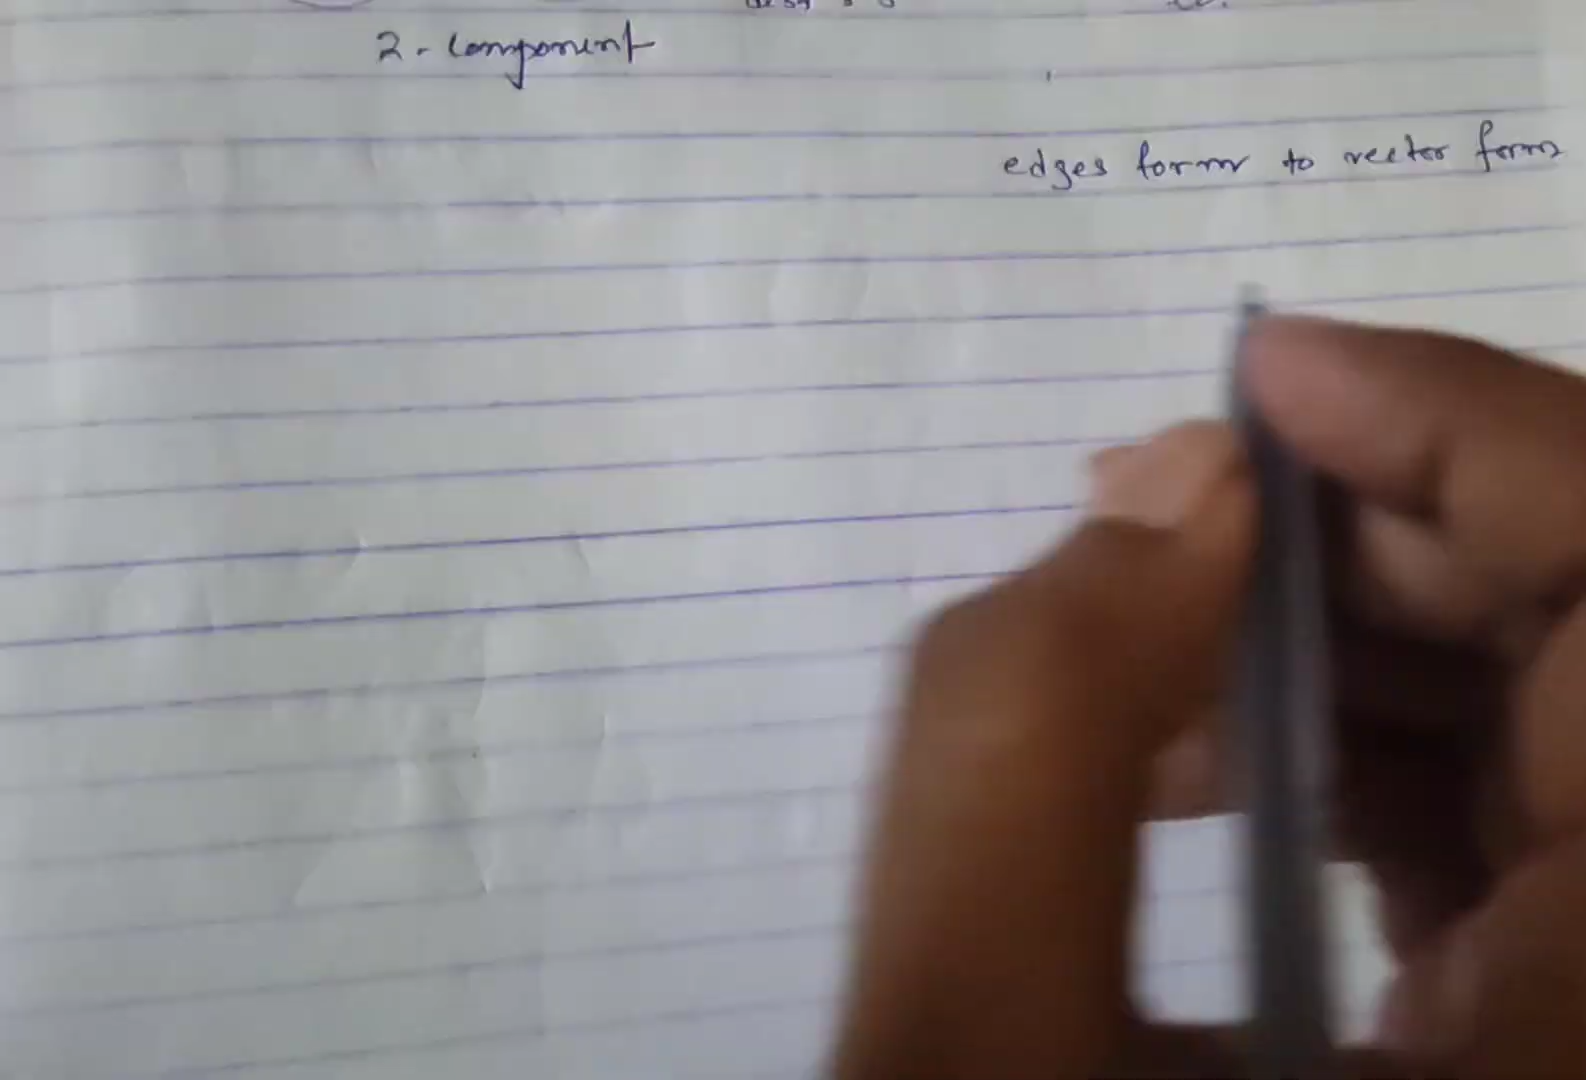 2. Component
edges form to vector form